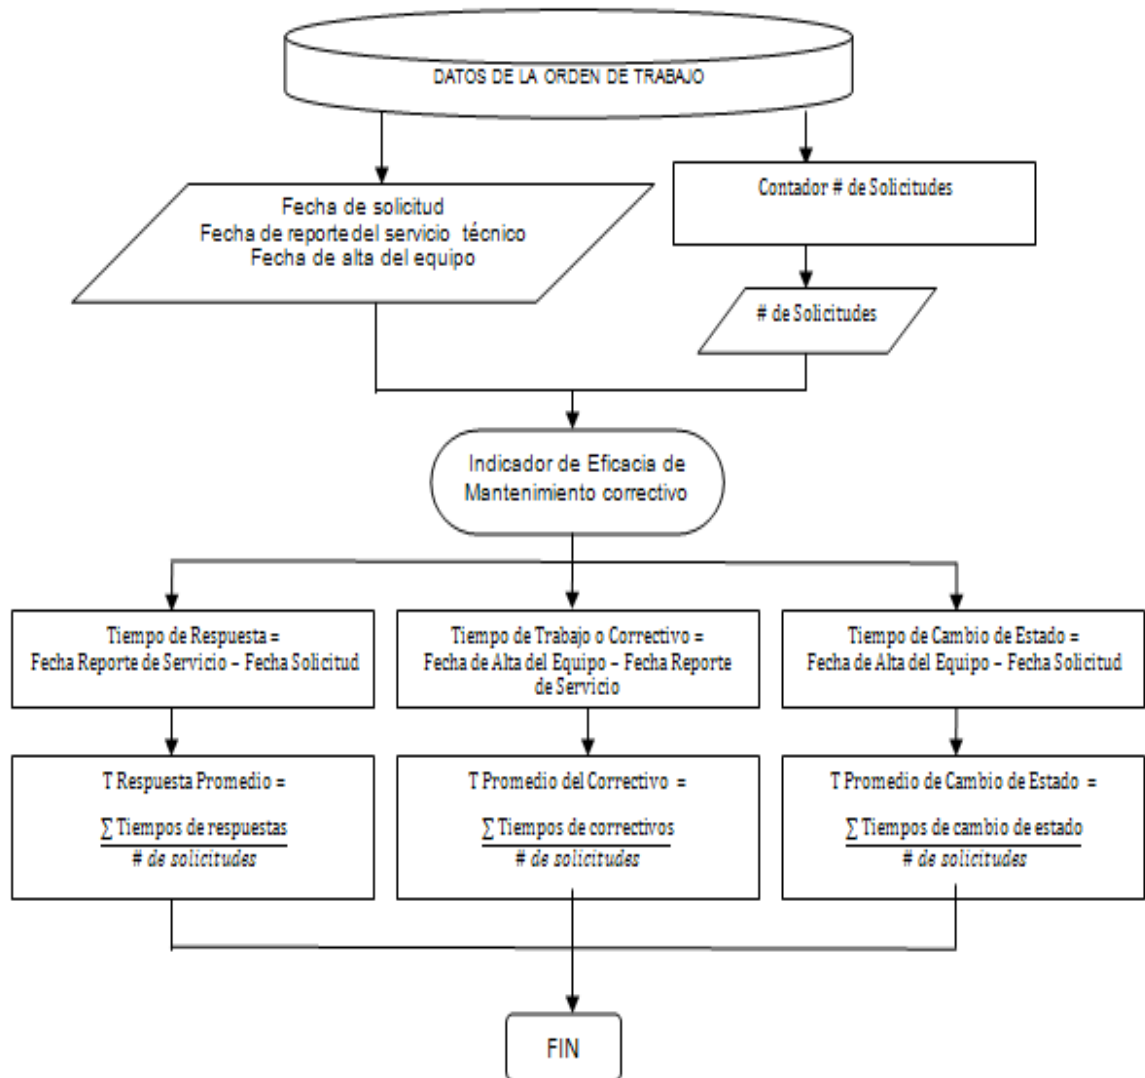 DATOS DE LA ORDEN DE TRABAJO
Fecha de solicitud
Fecha de reporte del servicio técnico
Fecha de alta del equipo
Contador # de Solicitudes
# de Solicitudes
Indicador de Eficacia de
Mantenimiento correctivo
Tiempo de Respuesta =
Fecha Reporte de Servicio – Fecha Solicitud
Tiempo de Trabajo o Correctivo =
Fecha de Alta del Equipo – Fecha Reporte
de Servicio
Tiempo de Cambio de Estado =
Fecha de Alta del Equipo – Fecha Solicitud
T Respuesta Promedio =
∑ Tiempos de respuestas
# de solicitudes
T Promedio del Correctivo =
∑ Tiempos de correctivos
# de solicitudes
T Promedio de Cambio de Estado =
∑ Tiempos de cambio de estado
# de solicitudes
FIN